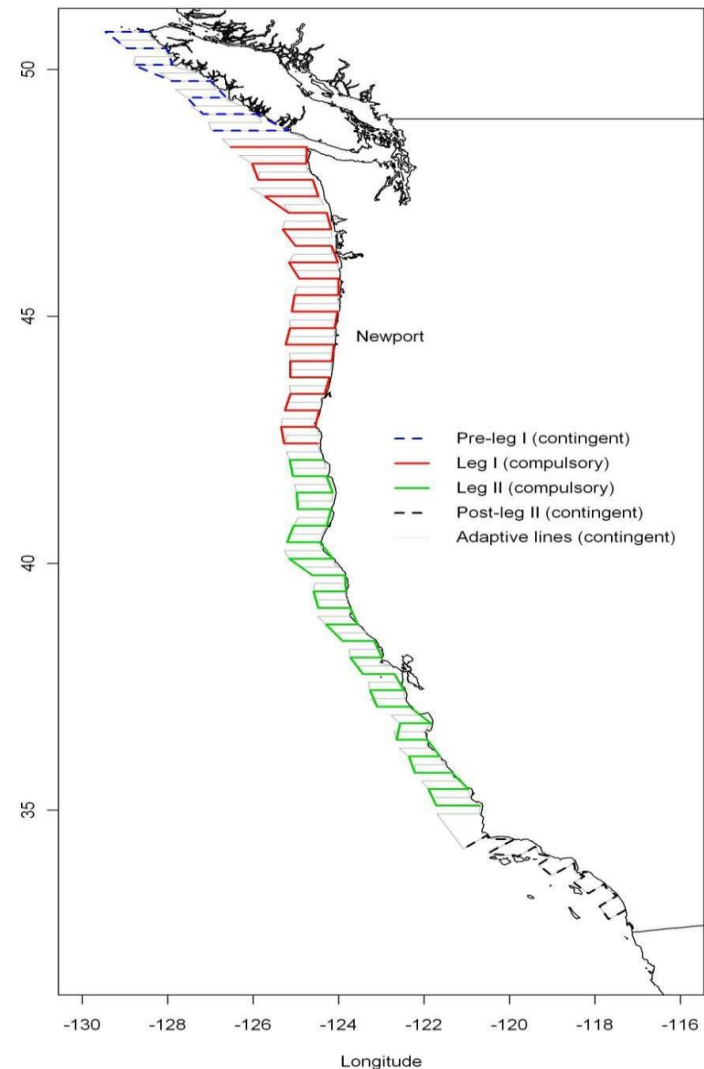 50
45
Newport
Pre-leg I (contingent)
Leg I (compulsory)
Leg II (compulsory)
Post-leg II (contingent)
40
Adaptive lines (contingent)
35
-130 -128 -126 -124 -122 -120 -118 -116
Longitude